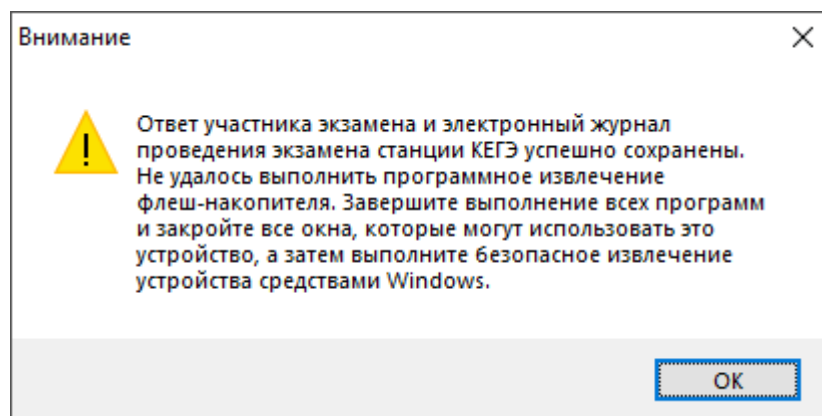 Внимание
Ответ участника экзамена и электронный журнал
проведения экзамена станции КЕГЭ успешно сохранены.
Не удалось выполнить программное извлечение
флеш-накопителя. Завершите выполнение всех программ
и закройте все окна, которые могут использовать это
устройство, а затем выполните безопасное извлечение
устройства средствами Windows.
ОК